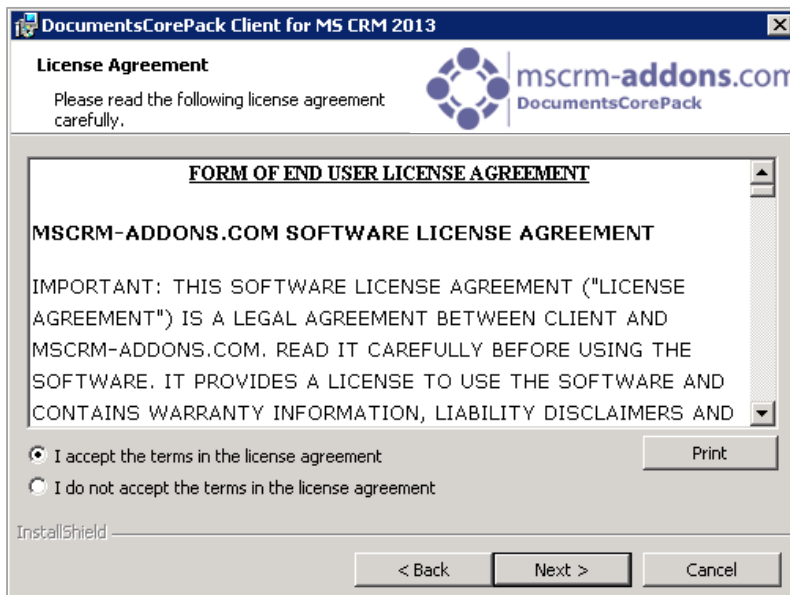 DocumentsCorePack Client for MS CRM 2013
License Agreement
Please read the following license agreement
carefully.
mscrm-addons.com
DocumentsCorePack
FORM OF END USER LICENSE AGREEMENT
MSCRM-ADDONS.COM SOFTWARE LICENSE AGREEMENT
IMPORTANT: THIS SOFTWARE LICENSE AGREEMENT ("LICENSE
AGREEMENT") IS A LEGAL AGREEMENT BETWEEN CLIENT AND
MSCRM-ADDONS.COM. READ IT CAREFULLY BEFORE USING THE
SOFTWARE. IT PROVIDES A LICENSE TO USE THE SOFTWARE AND
CONTAINS WARRANTY INFORMATION, LIABILITY DISCLAIMERS AND
I accept the terms in the license agreement
Print
I do not accept the terms in the license agreement
InstallShield
< Back
Next >
Cancel